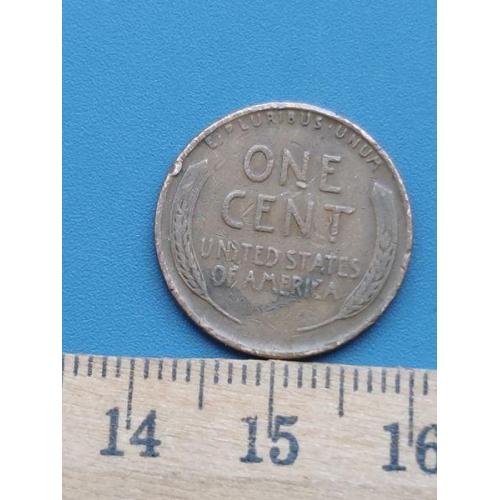 E·PLURIBUS·UNUM
ONE
CENT
UNITED STATES
OF AMERICA
14 15 16